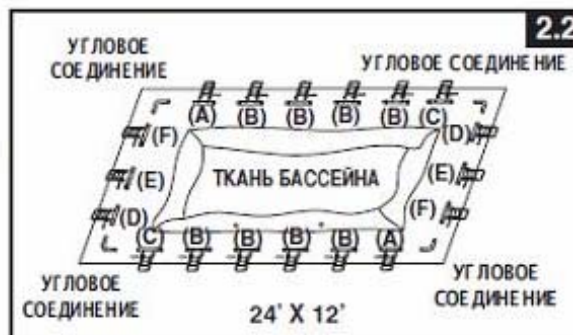 2.2
УГЛОВОЕ
СОЕДИНЕНИЕ
УГЛОВОЕ СОЕДИНЕНИЕ
(A) (B) (B) (B) (B) (C)
(F) (D)
(E) ТКАНЬ БАССЕЙНА (E)
(D) (F)
(C) (B) (B) (B) (B) (A)
УГЛОВОЕ
СОЕДИНЕНИЕ
24' X 12'
УГЛОВОЕ
СОЕДИНЕНИЕ